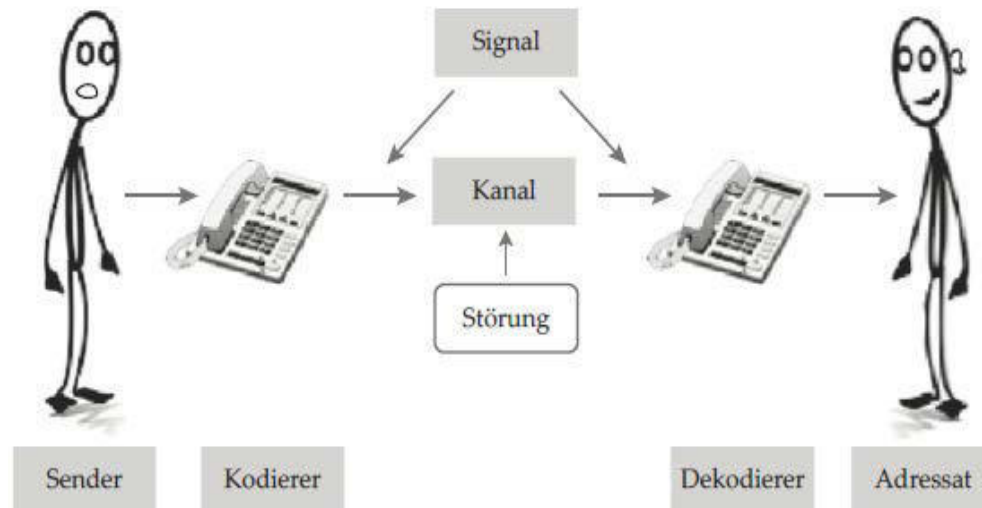 Signal
Kanal
Störung
Sender
Kodierer
Dekodierer
Adressat